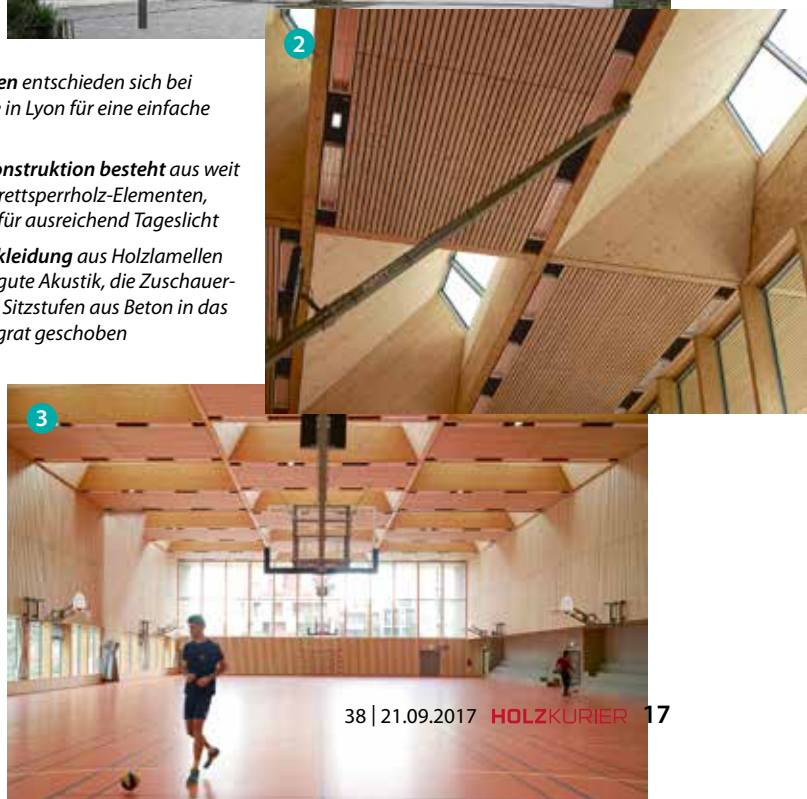 2
en entschieden sich bei
in Lyon für eine einfache
onstruktion besteht aus weit
rettsperrholz-Elementen,
für ausreichend Tageslicht
kleidung aus Holzlamellen
gute Akustik, die Zuschauer-
Sitzstufen aus Beton in das
grat geschoben
3
38 | 21.09.2017 HOLZKURIER 17